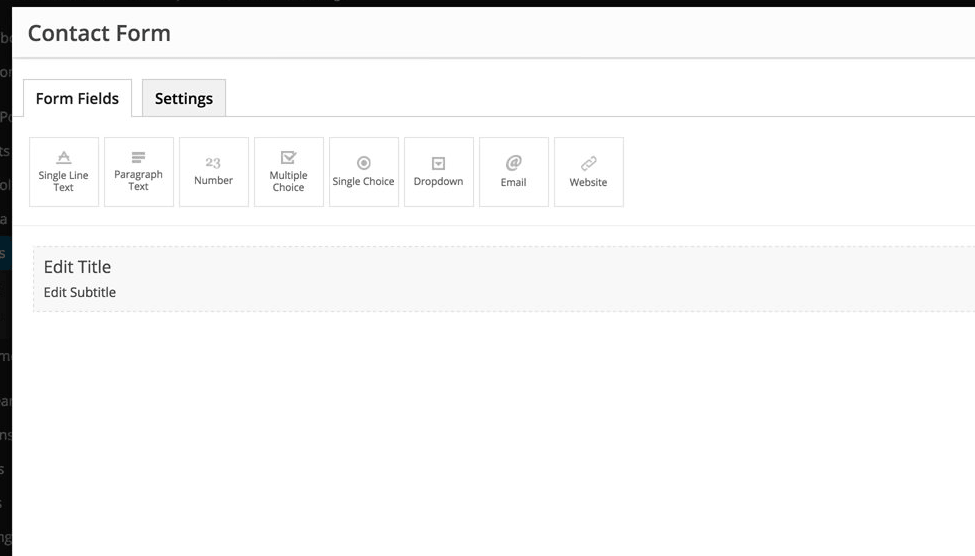 Contact Form
Form Fields
Settings
Single Line
Text
Paragraph
Text
23
Number
Multiple
Choice
Single Choice
Dropdown
@
Email
Website
Edit Title
Edit Subtitle